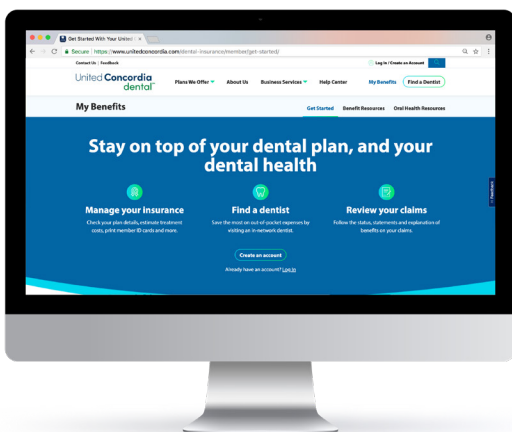 Get Started With Your United C
Secure https://www.unitedconcordia.com/dental-insurance/member/get-started/
Contact Us | Feedback
Log In / Create an Account
United Concordia
dental
Plans We Offer
About Us
Business Services
Help Center
My Benefits
Find a Dentist
My Benefits
Get Started
Benefit Resources
Oral Health Resources
Stay on top of your dental plan, and your
dental health
Manage your insurance
Check your plan details, estimate treatment
costs, print member ID cards and more.
Find a dentist
Save the most on out-of-pocket expenses by
visiting an in-network dentist.
Review your claims
Follow the status, statements and explanation of
benefits on your claims.
Create an account
Already have an account? Log in
Feedback